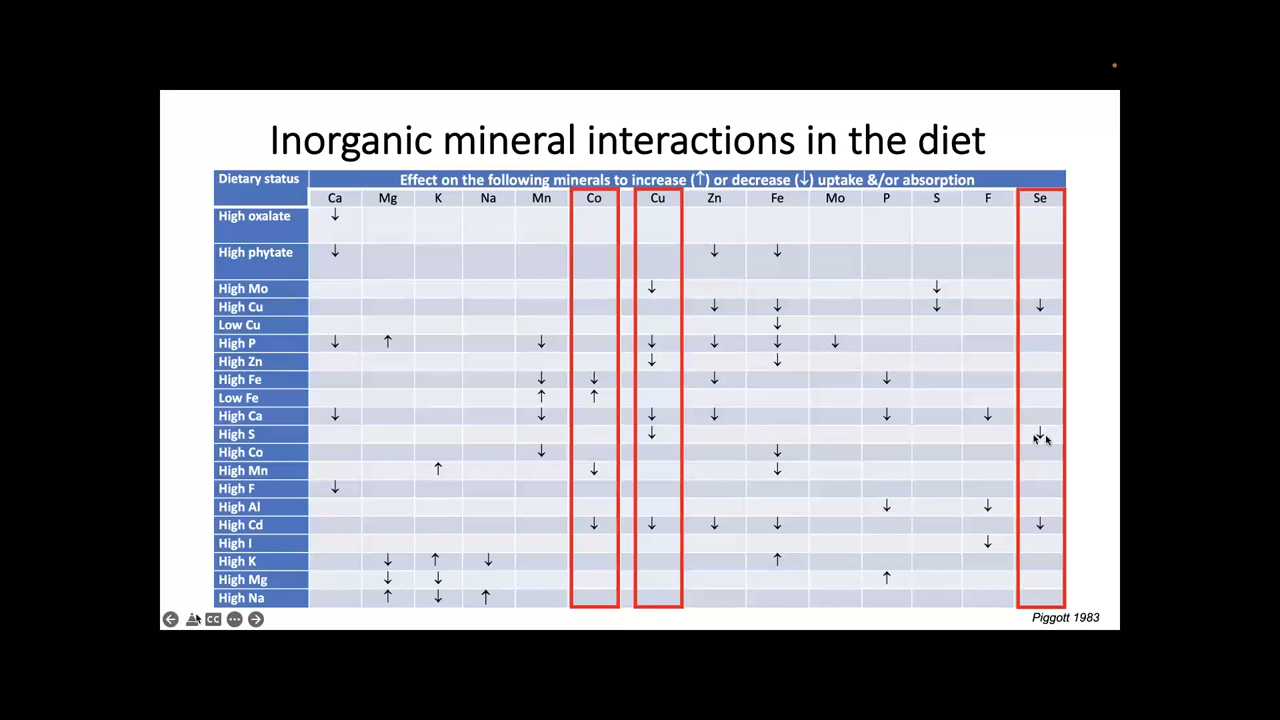 Inorganic mineral interactions in the diet
Dietary status Effect on the following minerals to increase (↑) or decrease (↓) uptake &/or absorption
Ca Mg K Na Mn Co Cu Zn Fe Mo P S F Se
High oxalate ↓
High phytate ↓ ↓ ↓
High Mo ↓ ↓
High Cu ↓ ↓ ↓ ↓
Low Cu ↓
High P ↓ ↑ ↓ ↓ ↓ ↓ ↓
High Zn ↓ ↓
High Fe ↓ ↓ ↓ ↓
Low Fe ↑ ↑
High Ca ↓ ↓ ↓ ↓ ↓ ↓
High S ↓ ↓
High Co ↓ ↓
High Mn ↑ ↓ ↓
High F ↓
High Al ↓ ↓
High Cd ↓ ↓ ↓ ↓ ↓
High I ↓
High K ↓ ↑ ↓ ↑
High Mg ↓ ↓ ↑
High Na ↑ ↓ ↑
CC
Piggott 1983